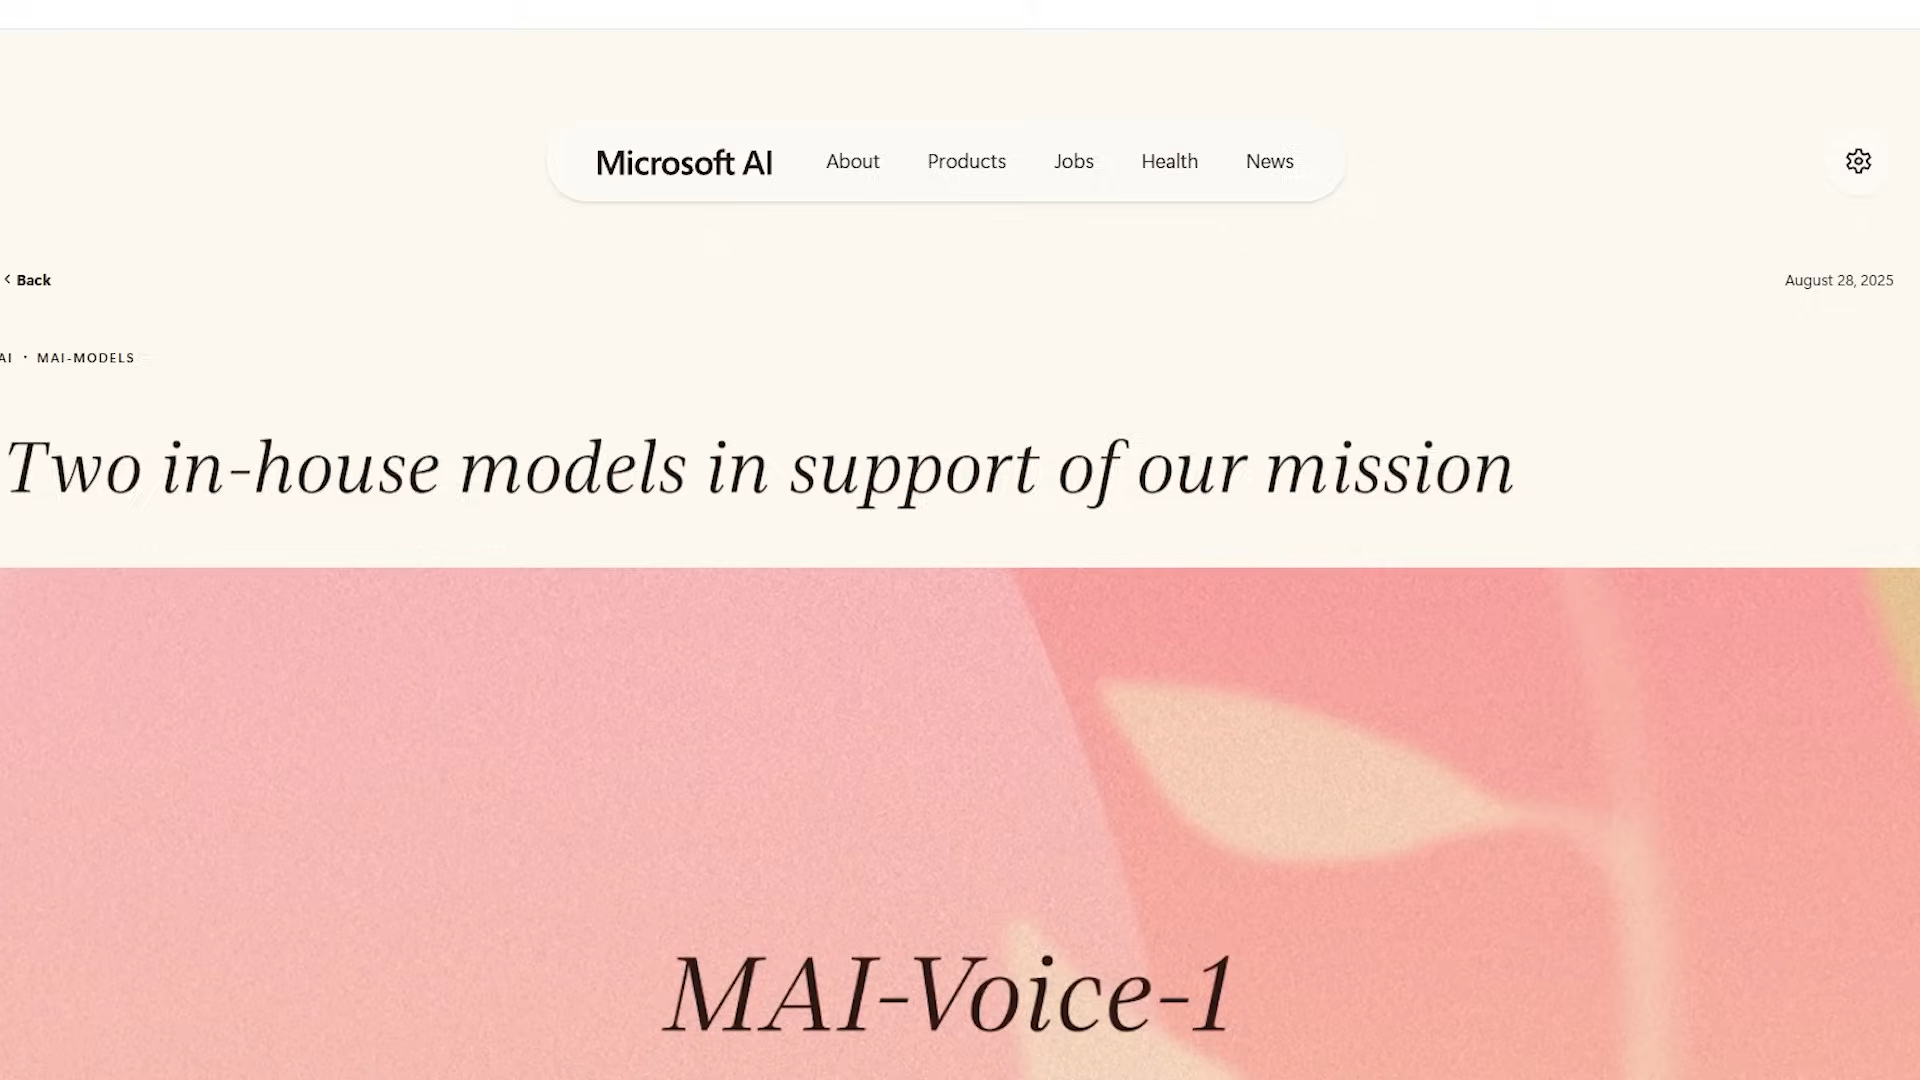 Microsoft AI About Products Jobs Health News
Back August 28, 2025
AI · MAI-MODELS
Two in-house models in support of our mission
MAI-Voice-1